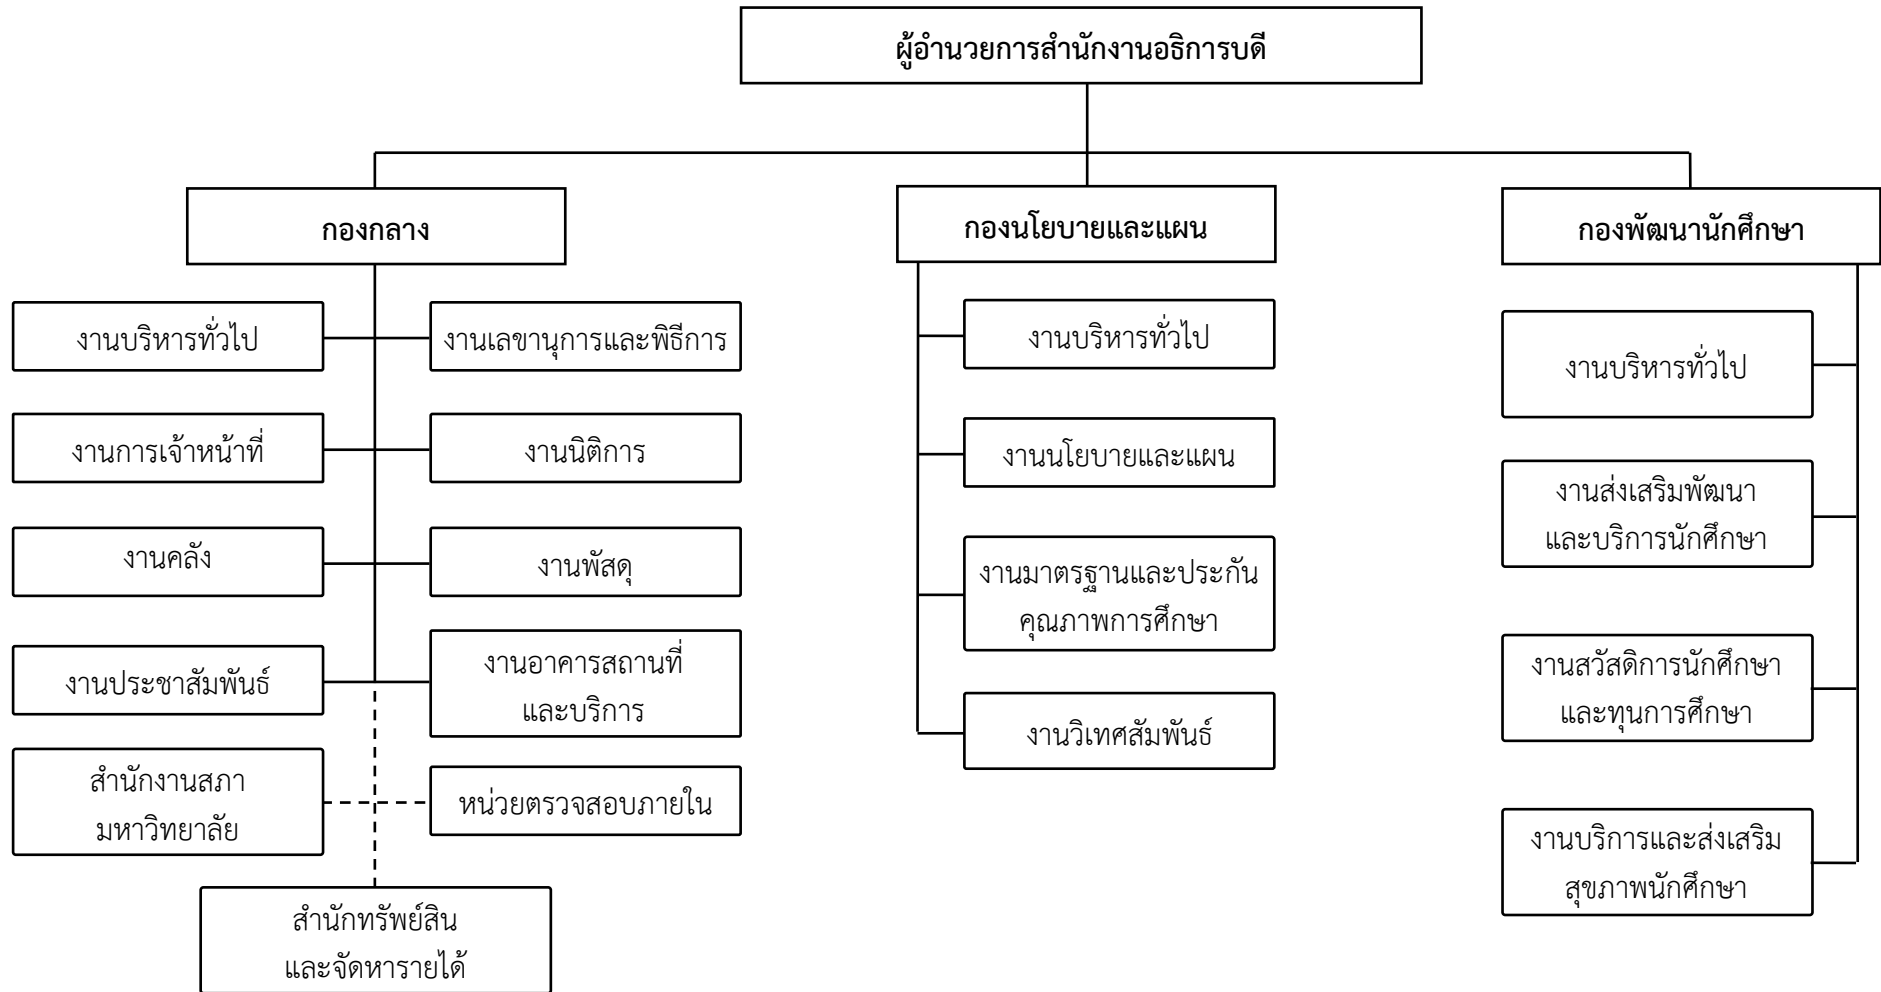 ผู้อำนวยการสำนักงานอธิการบดี
กองกลาง
กองนโยบายและแผน
กองพัฒนานักศึกษา
งานบริหารทั่วไป
งานเลขานุการและพิธีการ
งานการเจ้าหน้าที่
งานนิติการ
งานคลัง
งานพัสดุ
งานประชาสัมพันธ์
งานอาคารสถานที่
และบริการ
สำนักงานสภา
มหาวิทยาลัย
หน่วยตรวจสอบภายใน
สำนักทรัพย์สิน
และจัดหารายได้
งานบริหารทั่วไป
งานนโยบายและแผน
งานมาตรฐานและประกัน
คุณภาพการศึกษา
งานวิเทศสัมพันธ์
งานบริหารทั่วไป
งานส่งเสริมพัฒนา
และบริการนักศึกษา
งานสวัสดิการนักศึกษา
และทุนการศึกษา
งานบริการและส่งเสริม
สุขภาพนักศึกษา